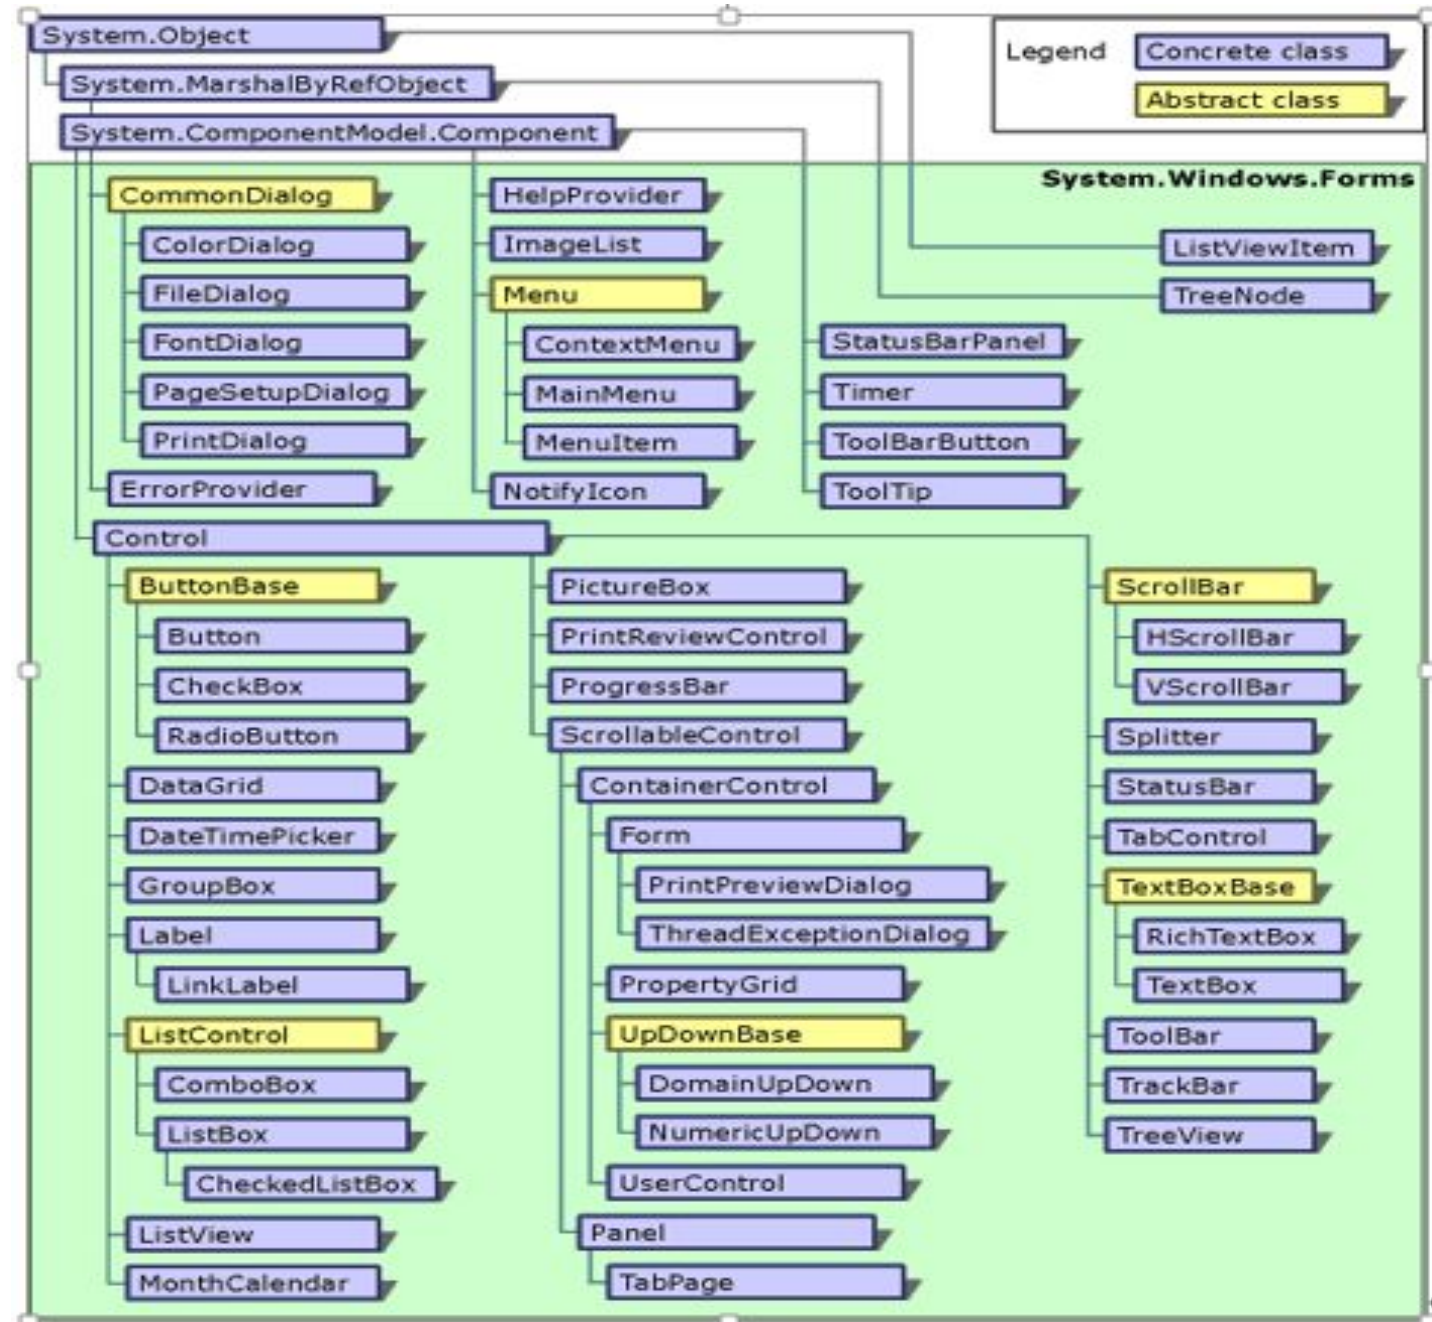 System.Object
System.MarshalByRefObject
System.ComponentModel.Component
Legend
Concrete class
Abstract class
System.Windows.Forms
CommonDialog
ColorDialog
FileDialog
FontDialog
PageSetupDialog
PrintDialog
ErrorProvider
HelpProvider
ImageList
Menu
ContextMenu
MainMenu
MenuItem
NotifyIcon
StatusBarPanel
Timer
ToolBarButton
ToolTip
ListViewItem
TreeNode
Control
ButtonBase
Button
CheckBox
RadioButton
DataGrid
DateTimePicker
GroupBox
Label
LinkLabel
ListControl
ComboBox
ListBox
CheckedListBox
ListView
MonthCalendar
PictureBox
PrintReviewControl
ProgressBar
ScrollableControl
ContainerControl
Form
PrintPreviewDialog
ThreadExceptionDialog
PropertyGrid
UpDownBase
DomainUpDown
NumericUpDown
UserControl
Panel
TabPage
ScrollBar
HScrollBar
VScrollBar
Splitter
StatusBar
TabControl
TextBoxBase
RichTextBox
TextBox
ToolBar
TrackBar
TreeView